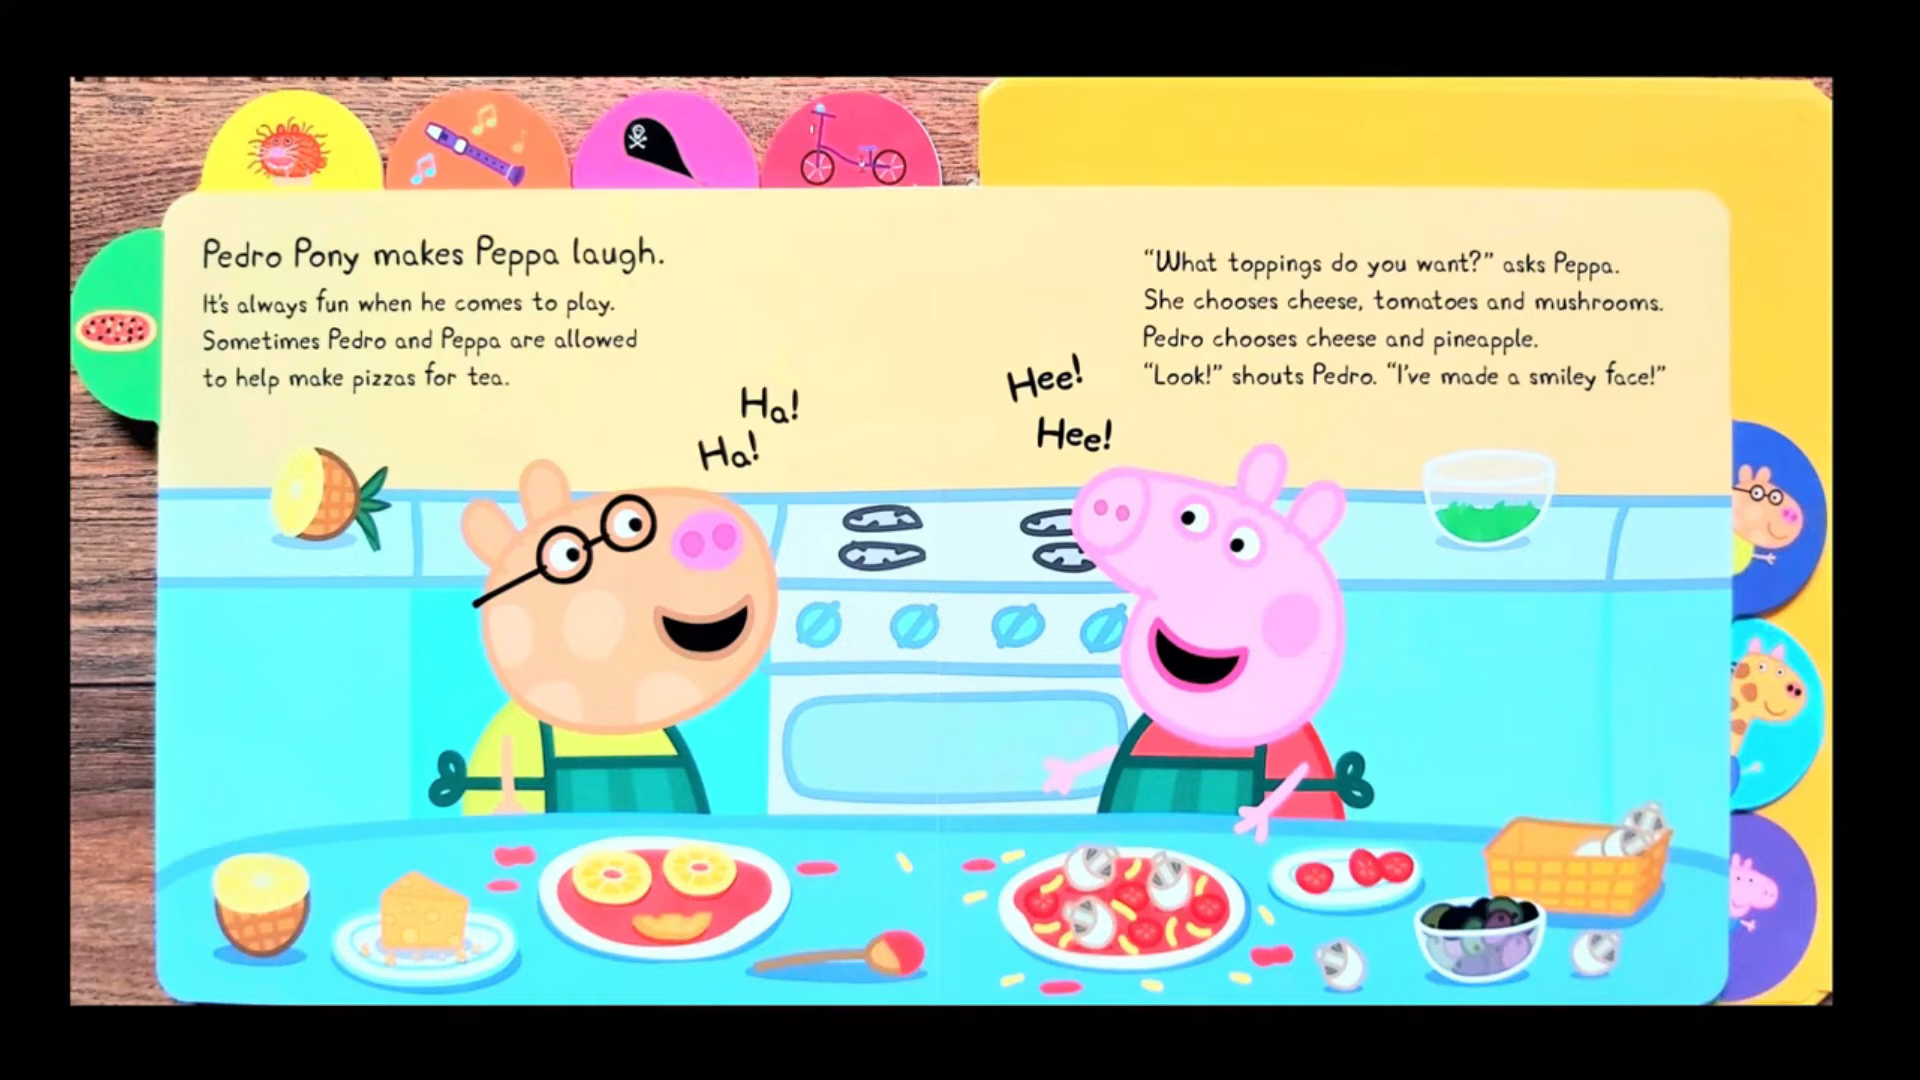 Pedro Pony makes Peppa laugh.
It's always fun when he comes to play.
Sometimes Pedro and Peppa are allowed
to help make pizzas for tea.
Ha!
Ha!
Hee!
Hee!
“What toppings do you want?” asks Peppa.
She chooses cheese, tomatoes and mushrooms.
Pedro chooses cheese and pineapple.
“Look!” shouts Pedro. “I've made a smiley face!”